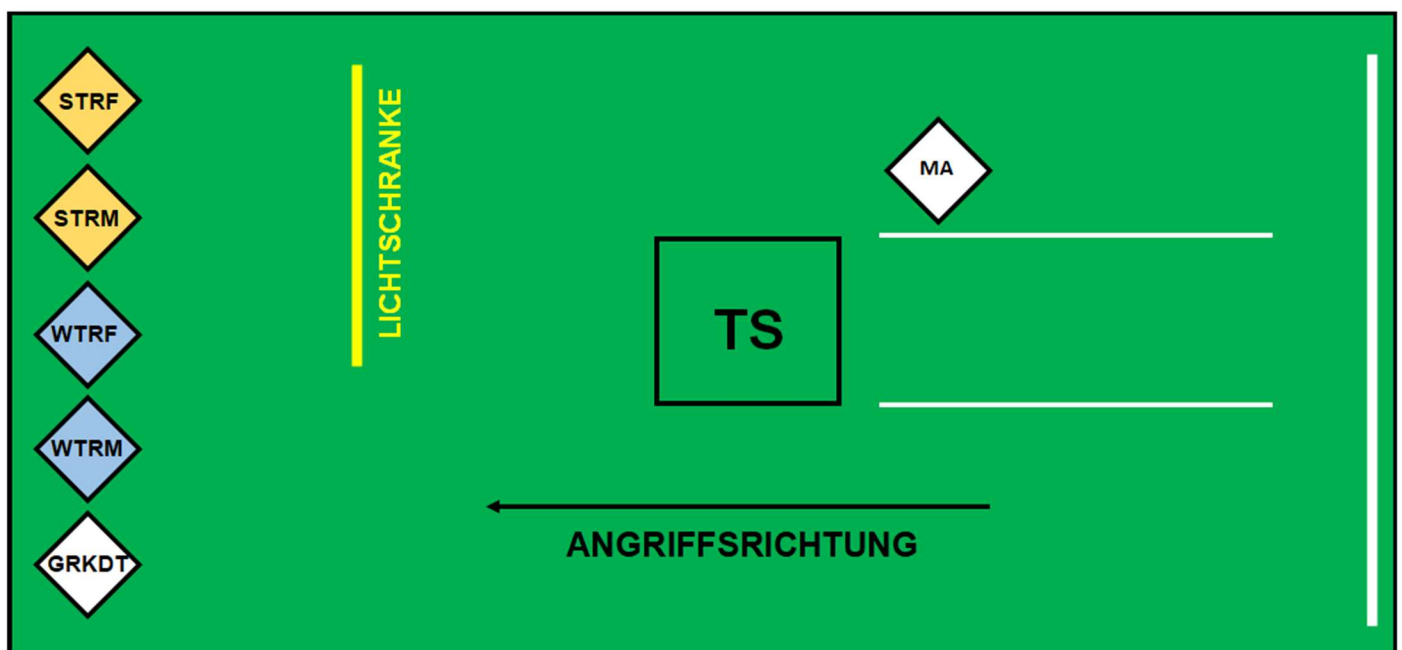 STRF
STRM
WTRF
WTRM
GRKDT
LICHTSCHRANKE
MA
TS
ANGRIFFSRICHTUNG